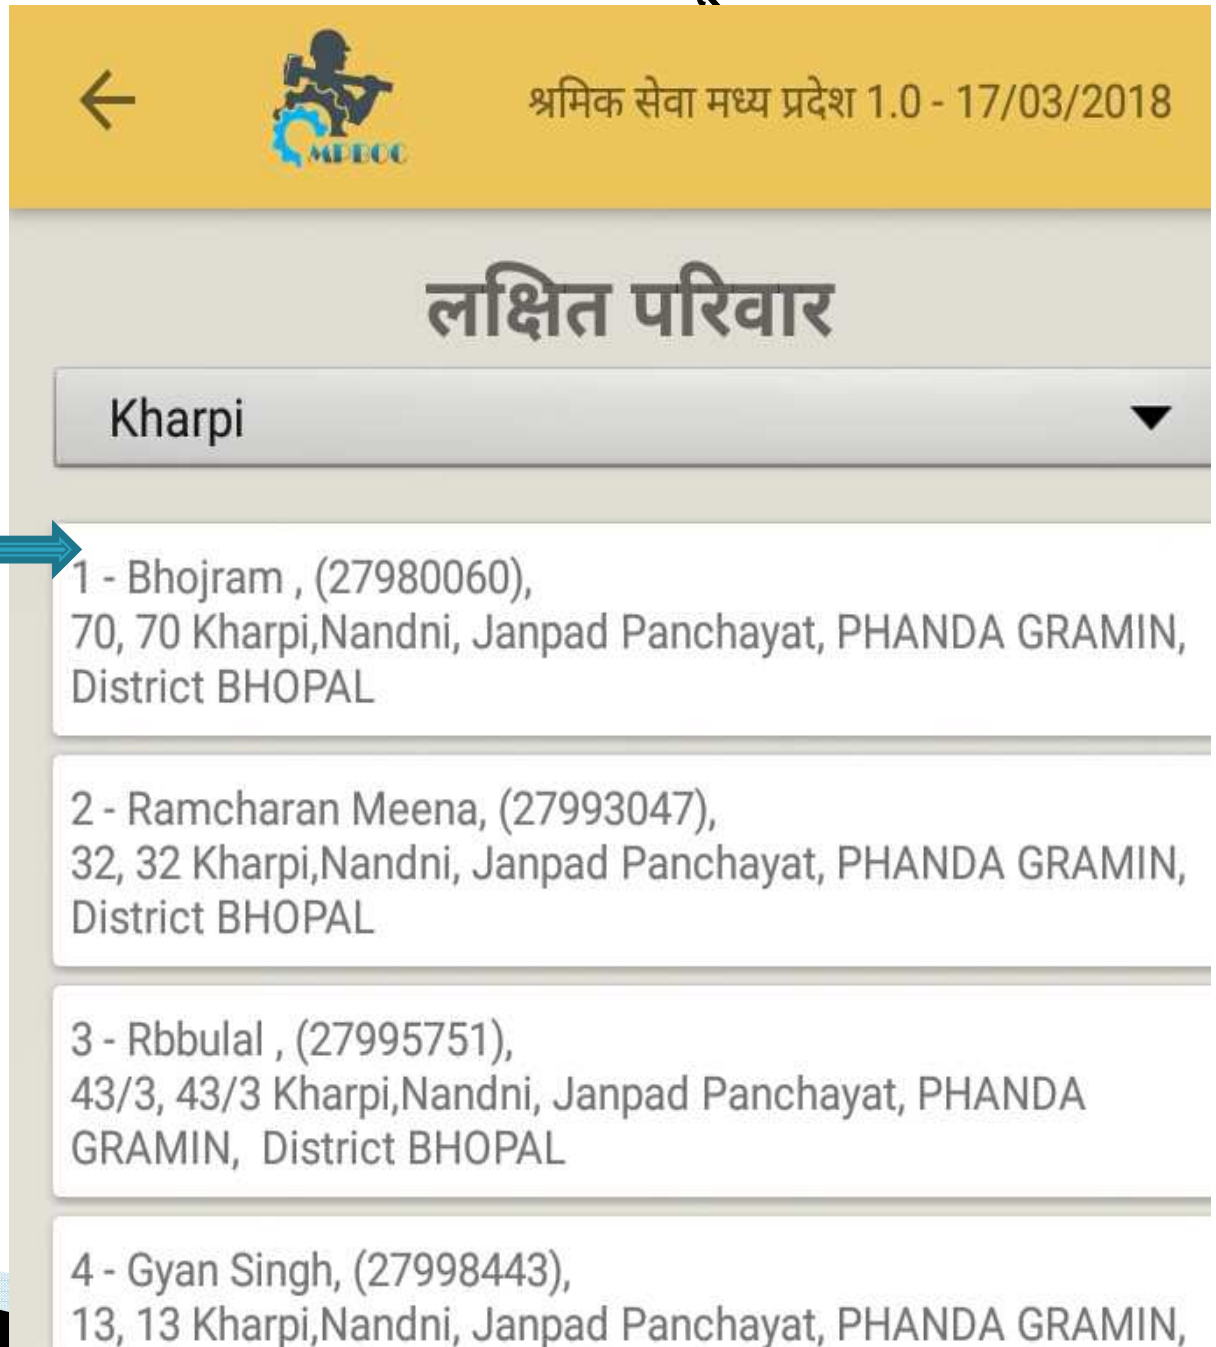 श्रमिक सेवा मध्य प्रदेश 1.0 - 17/03/2018
MPBOC
लक्षित परिवार
Kharpi
1 - Bhojram , (27980060),
70, 70 Kharpi,Nandni, Janpad Panchayat, PHANDA GRAMIN,
District BHOPAL
2 - Ramcharan Meena, (27993047),
32, 32 Kharpi,Nandni, Janpad Panchayat, PHANDA GRAMIN,
District BHOPAL
3 - Rbbulal , (27995751),
43/3, 43/3 Kharpi,Nandni, Janpad Panchayat, PHANDA
GRAMIN,  District BHOPAL
4 - Gyan Singh, (27998443),
13, 13 Kharpi,Nandni, Janpad Panchayat, PHANDA GRAMIN,